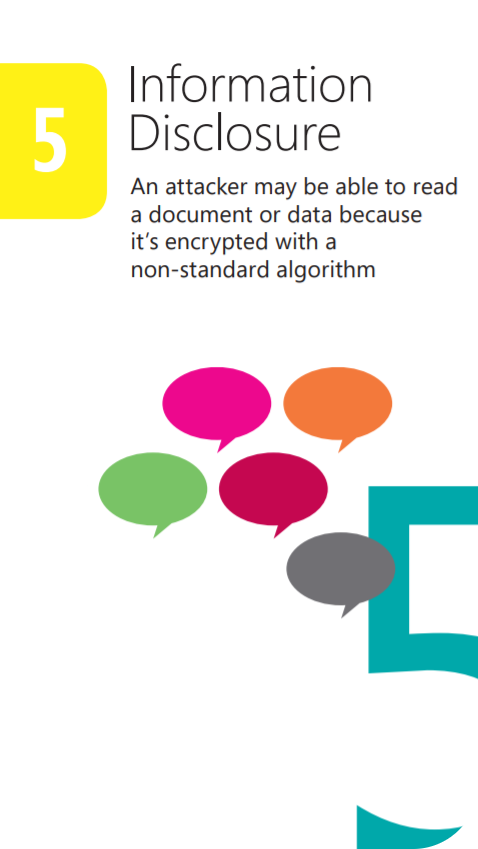 5
Information
Disclosure
An attacker may be able to read
a document or data because
it’s encrypted with a
non-standard algorithm
5